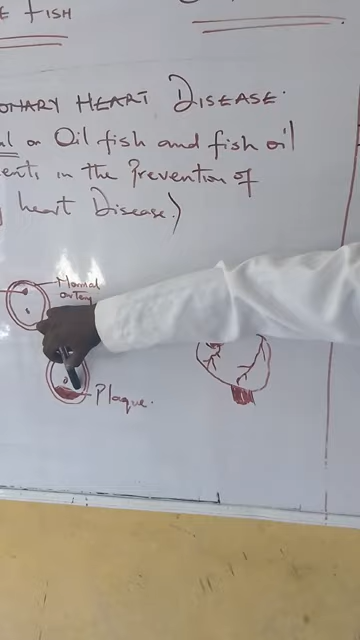 E FISH
ONARY HEART DISEASE.
al on Oil fish and fish oil
ents in the Prevention of
heart Disease.)
Normal
artery
Plaque.